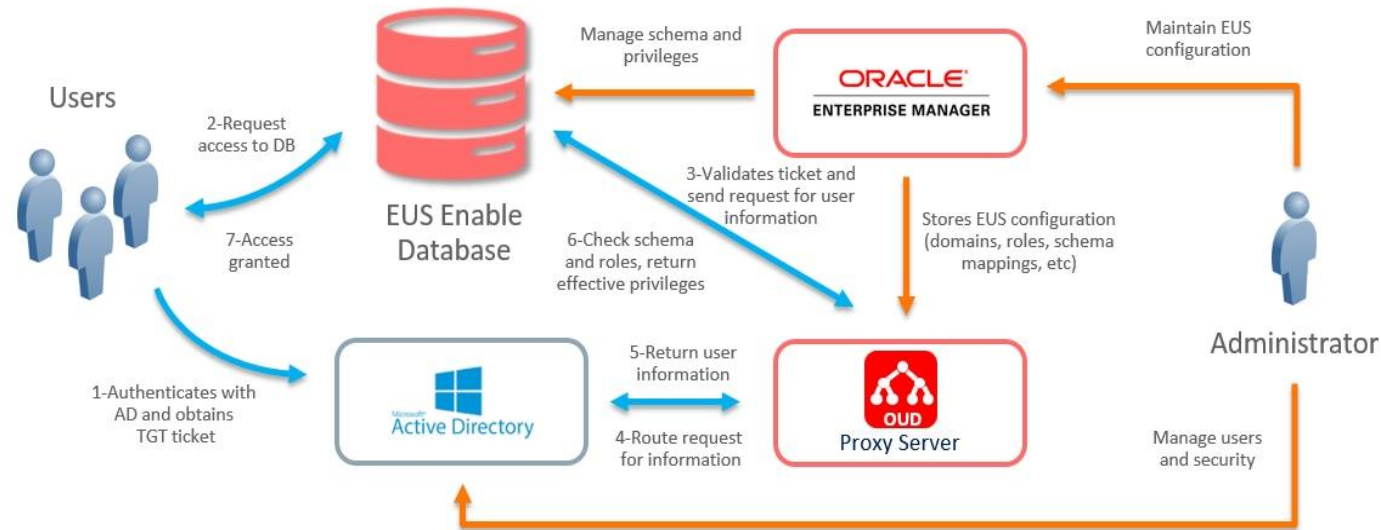 Users
2-Request
access to DB
7-Access
granted
EUS Enable
Database
Manage schema and
privileges
ORACLE®
ENTERPRISE MANAGER
Maintain EUS
configuration
3-Validates ticket and
send request for user
information
6-Check schema
and roles, return
effective privileges
Stores EUS configuration
(domains, roles, schema
mappings, etc)
Administrator
1-Authenticates with
AD and obtains
TGT ticket
Microsoft®
Active Directory
5-Return user
information
4-Route request
for information
OUD
Proxy Server
Manage users
and security